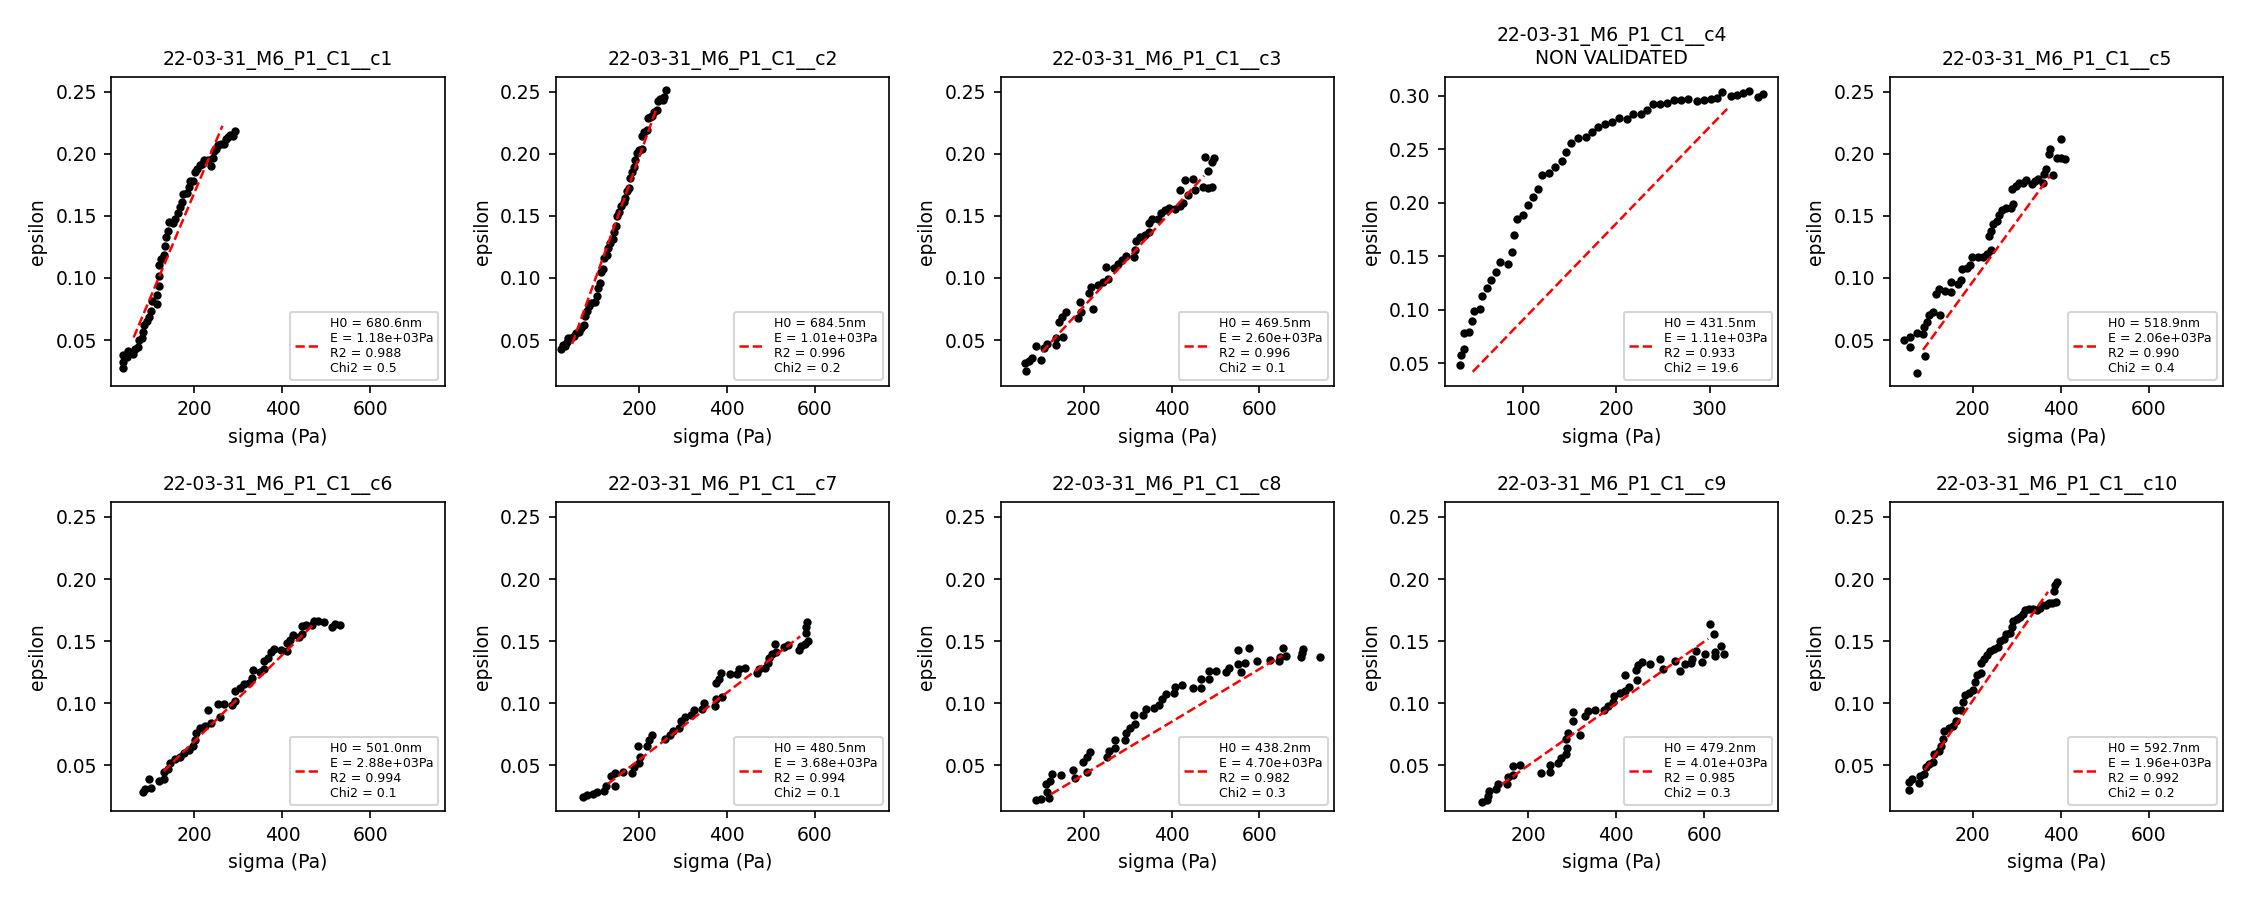 22-03-31_M6_P1_C1__c1
0.25
0.20
0.15
0.10
0.05
epsilon
200
400
600
sigma (Pa)
H0 = 680.6nm
E = 1.18e+03Pa
R2 = 0.988
Chi2 = 0.5
22-03-31_M6_P1_C1__c2
0.25
0.20
0.15
0.10
0.05
epsilon
200
400
600
sigma (Pa)
H0 = 684.5nm
E = 1.01e+03Pa
R2 = 0.996
Chi2 = 0.2
22-03-31_M6_P1_C1__c3
0.25
0.20
0.15
0.10
0.05
epsilon
200
400
600
sigma (Pa)
H0 = 469.5nm
E = 2.60e+03Pa
R2 = 0.996
Chi2 = 0.1
22-03-31_M6_P1_C1__c4
NON VALIDATED
0.30
0.25
0.20
0.15
0.10
0.05
epsilon
100
200
300
sigma (Pa)
H0 = 431.5nm
E = 1.11e+03Pa
R2 = 0.933
Chi2 = 19.6
22-03-31_M6_P1_C1__c5
0.25
0.20
0.15
0.10
0.05
epsilon
200
400
600
sigma (Pa)
H0 = 518.9nm
E = 2.06e+03Pa
R2 = 0.990
Chi2 = 0.4
22-03-31_M6_P1_C1__c6
0.25
0.20
0.15
0.10
0.05
epsilon
200
400
600
sigma (Pa)
H0 = 501.0nm
E = 2.88e+03Pa
R2 = 0.994
Chi2 = 0.1
22-03-31_M6_P1_C1__c7
0.25
0.20
0.15
0.10
0.05
epsilon
200
400
600
sigma (Pa)
H0 = 480.5nm
E = 3.68e+03Pa
R2 = 0.994
Chi2 = 0.1
22-03-31_M6_P1_C1__c8
0.25
0.20
0.15
0.10
0.05
epsilon
200
400
600
sigma (Pa)
H0 = 438.2nm
E = 4.70e+03Pa
R2 = 0.982
Chi2 = 0.3
22-03-31_M6_P1_C1__c9
0.25
0.20
0.15
0.10
0.05
epsilon
200
400
600
sigma (Pa)
H0 = 479.2nm
E = 4.01e+03Pa
R2 = 0.985
Chi2 = 0.3
22-03-31_M6_P1_C1__c10
0.25
0.20
0.15
0.10
0.05
epsilon
200
400
600
sigma (Pa)
H0 = 592.7nm
E = 1.96e+03Pa
R2 = 0.992
Chi2 = 0.2